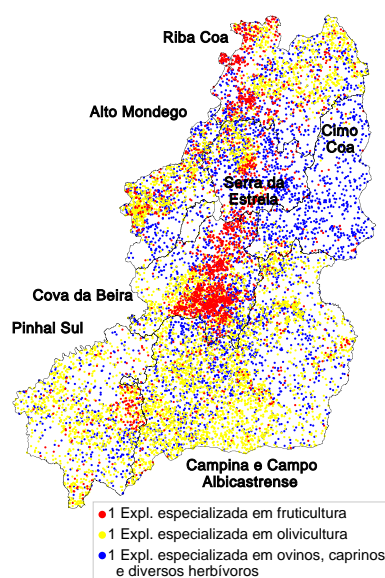 Riba Coa
Alto Mondego
Cimo
Coa
Serra da
Estrela
Cova da Beira
Pinhal Sul
Campina e Campo
Albicastrense
1 Expl. especializada em fruticultura
1 Expl. especializada em olivicultura
1 Expl. especializada em ovinos, caprinos
e diversos herbívoros